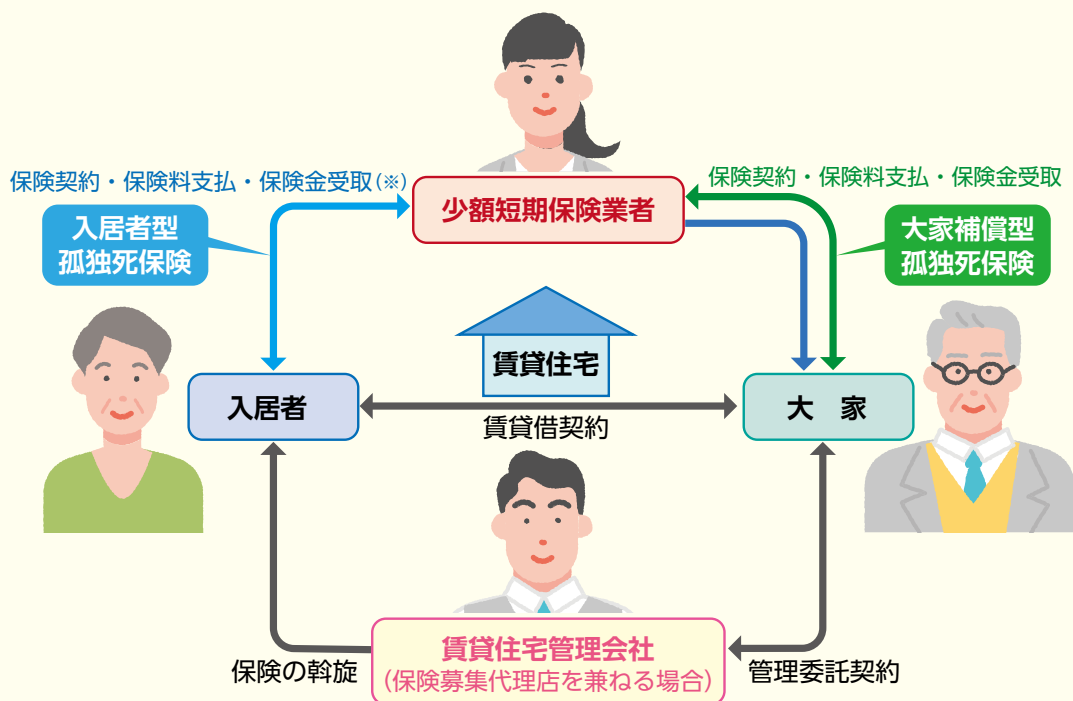 保険契約・保険料支払・保険金受取(※)
保険契約・保険料支払・保険金受取
少額短期保険業者
入居者型
孤独死保険
大家補償型
孤独死保険
賃貸住宅
入居者
大　家
賃貸借契約
賃貸住宅管理会社
(保険募集代理店を兼ねる場合)
保険の斡旋
管理委託契約